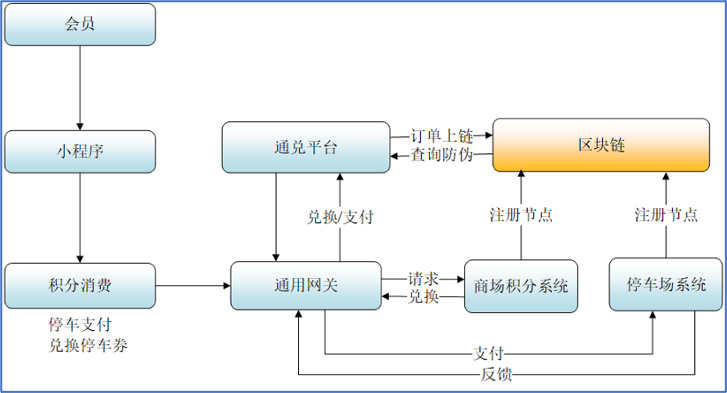 会员
小程序
通兑平台
订单上链
查询防伪
区块链
兑换/支付
注册节点
注册节点
积分消费
通用网关
请求
兑换
商场积分系统
停车场系统
停车支付
兑换停车券
支付
反馈